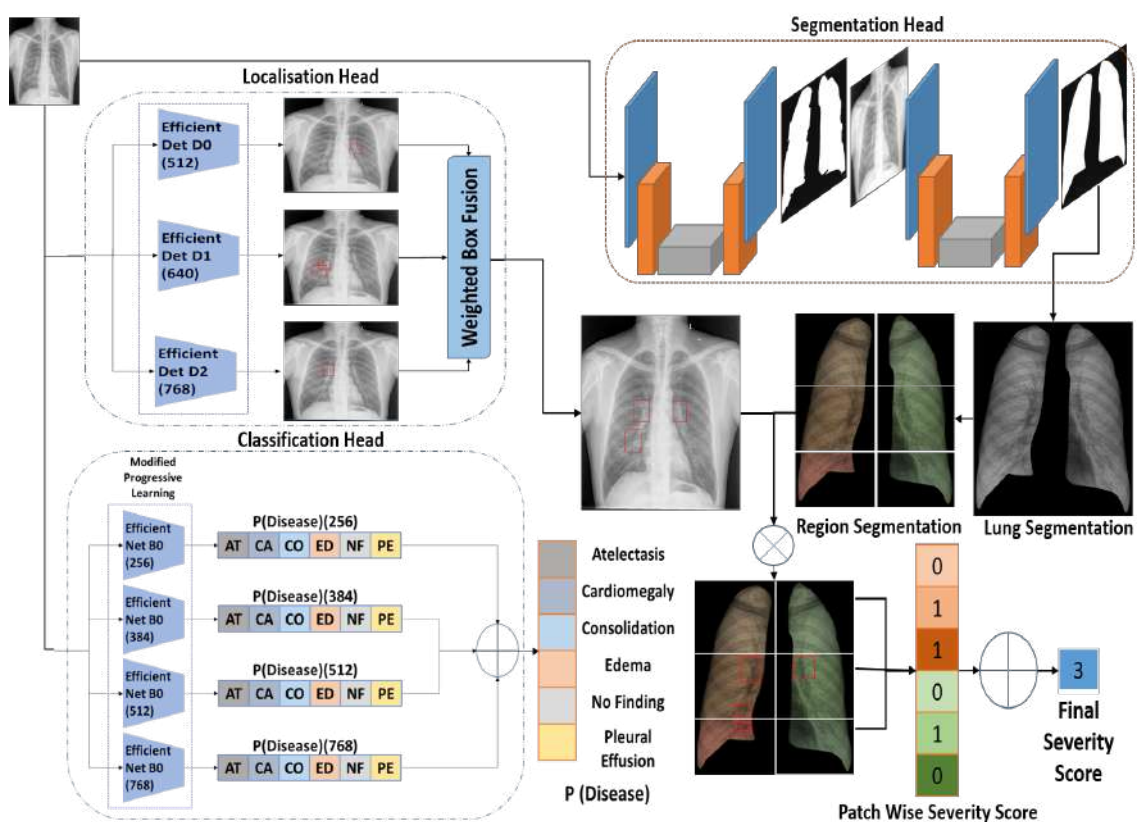 Segmentation Head
Localisation Head
Efficient
Det D0
(512)
Efficient
Det D1
(640)
Efficient
Det D2
(768)
Weighted Box Fusion
Classification Head
Modified
Progressive
Learning
Efficient
Net B0
(256)
P(Disease)(256)
AT CA CO ED NF PE
Efficient
Net B0
(384)
P(Disease)(384)
AT CA CO ED NF PE
Efficient
Net B0
(512)
P(Disease)(512)
AT CA CO ED NF PE
Efficient
Net B0
(768)
P(Disease)(768)
AT CA CO ED NF PE
Atelectasis
Cardiomegaly
Consolidation
Edema
No Finding
Pleural
Effusion
P (Disease)
Region Segmentation
Lung Segmentation
0
1
1
0
1
0
Patch Wise Severity Score
3
Final
Severity
Score